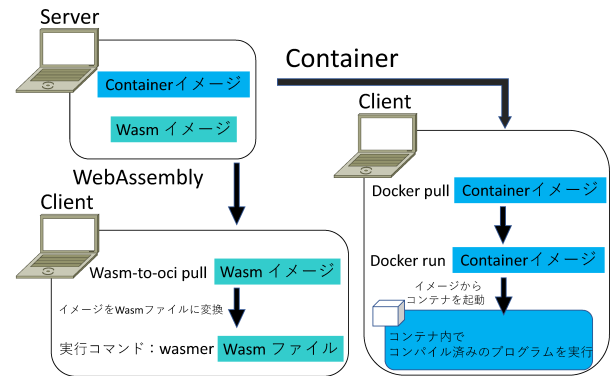 Server
Containerイメージ
Wasm イメージ
Container
Client
Docker pull Containerイメージ
Docker run Containerイメージ
イメージから
コンテナを起動
コンテナ内で
コンパイル済みのプログラムを実行
WebAssembly
Client
Wasm-to-oci pull Wasm イメージ
イメージをWasmファイルに変換
実行コマンド：wasmer Wasm ファイル